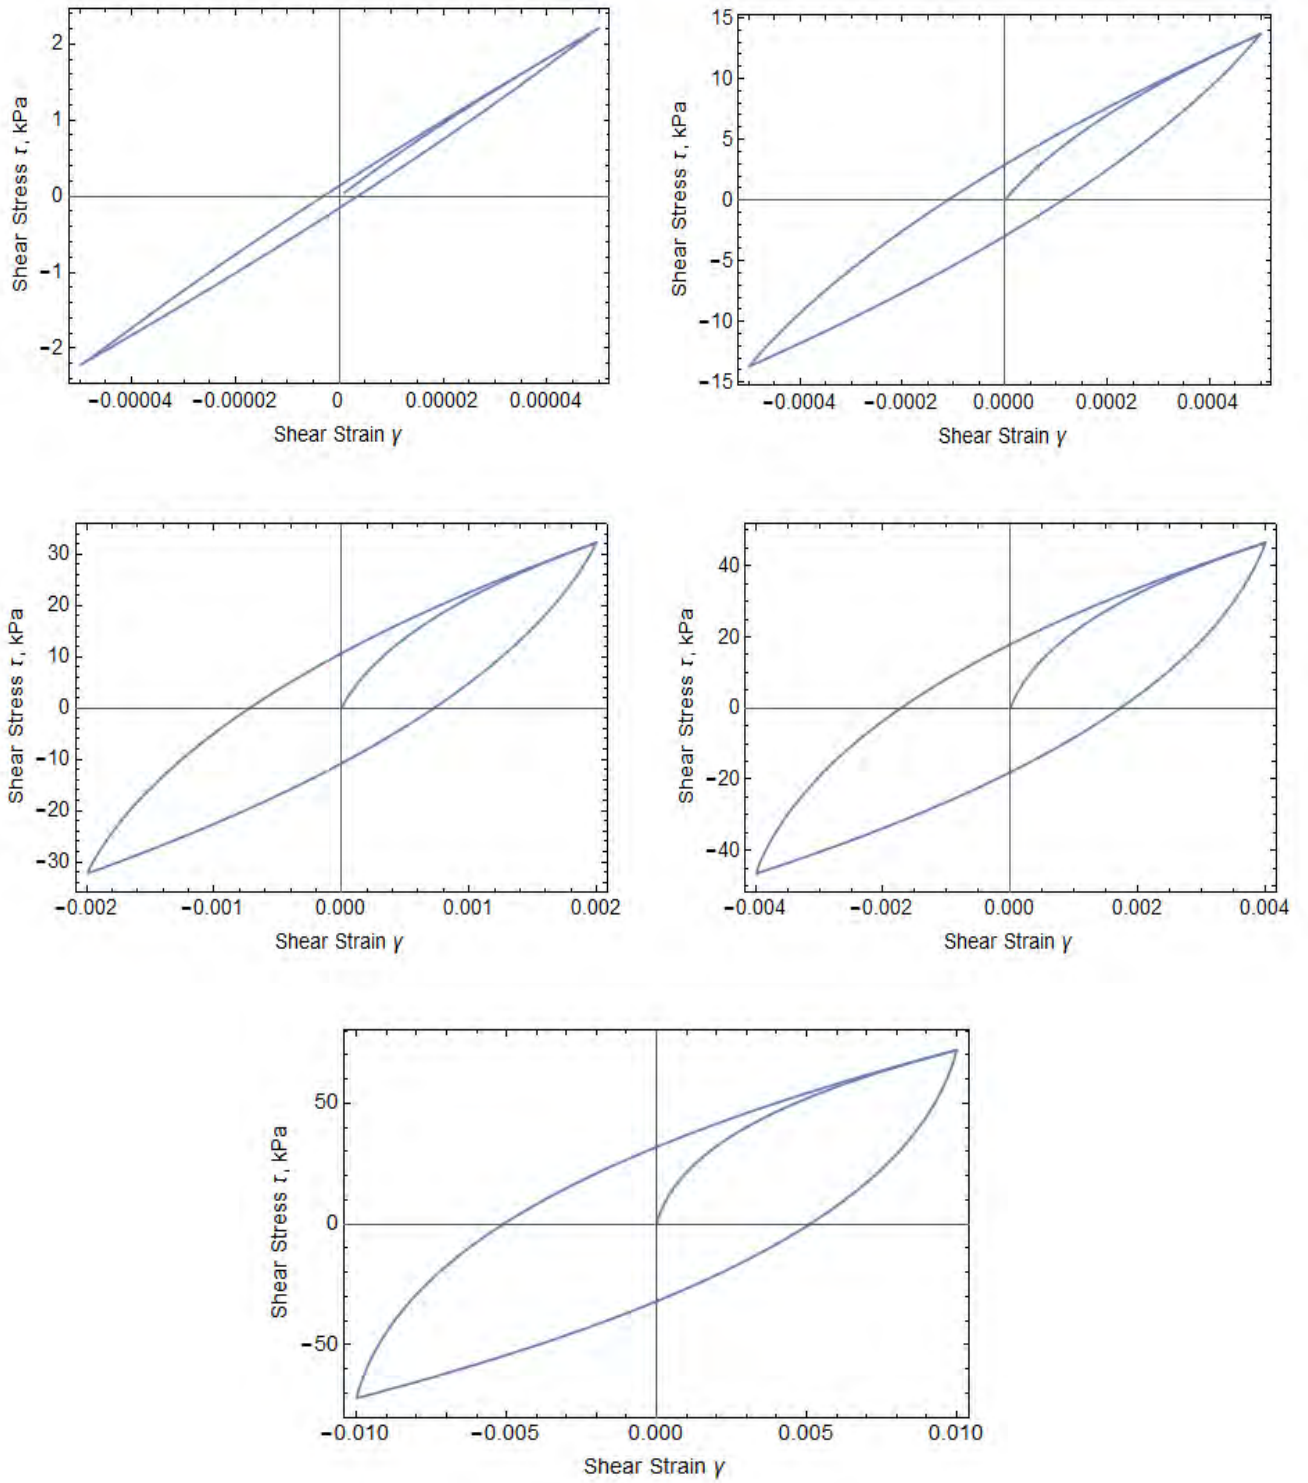 Shear Stress τ, kPa
2
1
0
−1
−2
−0.00004 −0.00002 0 0.00002 0.00004
Shear Strain γ
Shear Stress τ, kPa
15
10
5
0
−5
−10
−15
−0.0004 −0.0002 0.0000 0.0002 0.0004
Shear Strain γ
Shear Stress τ, kPa
30
20
10
0
−10
−20
−30
−0.002 −0.001 0.000 0.001 0.002
Shear Strain γ
Shear Stress τ, kPa
40
20
0
−20
−40
−0.004 −0.002 0.000 0.002 0.004
Shear Strain γ
Shear Stress τ, kPa
50
0
−50
−0.010 −0.005 0.000 0.005 0.010
Shear Strain γ